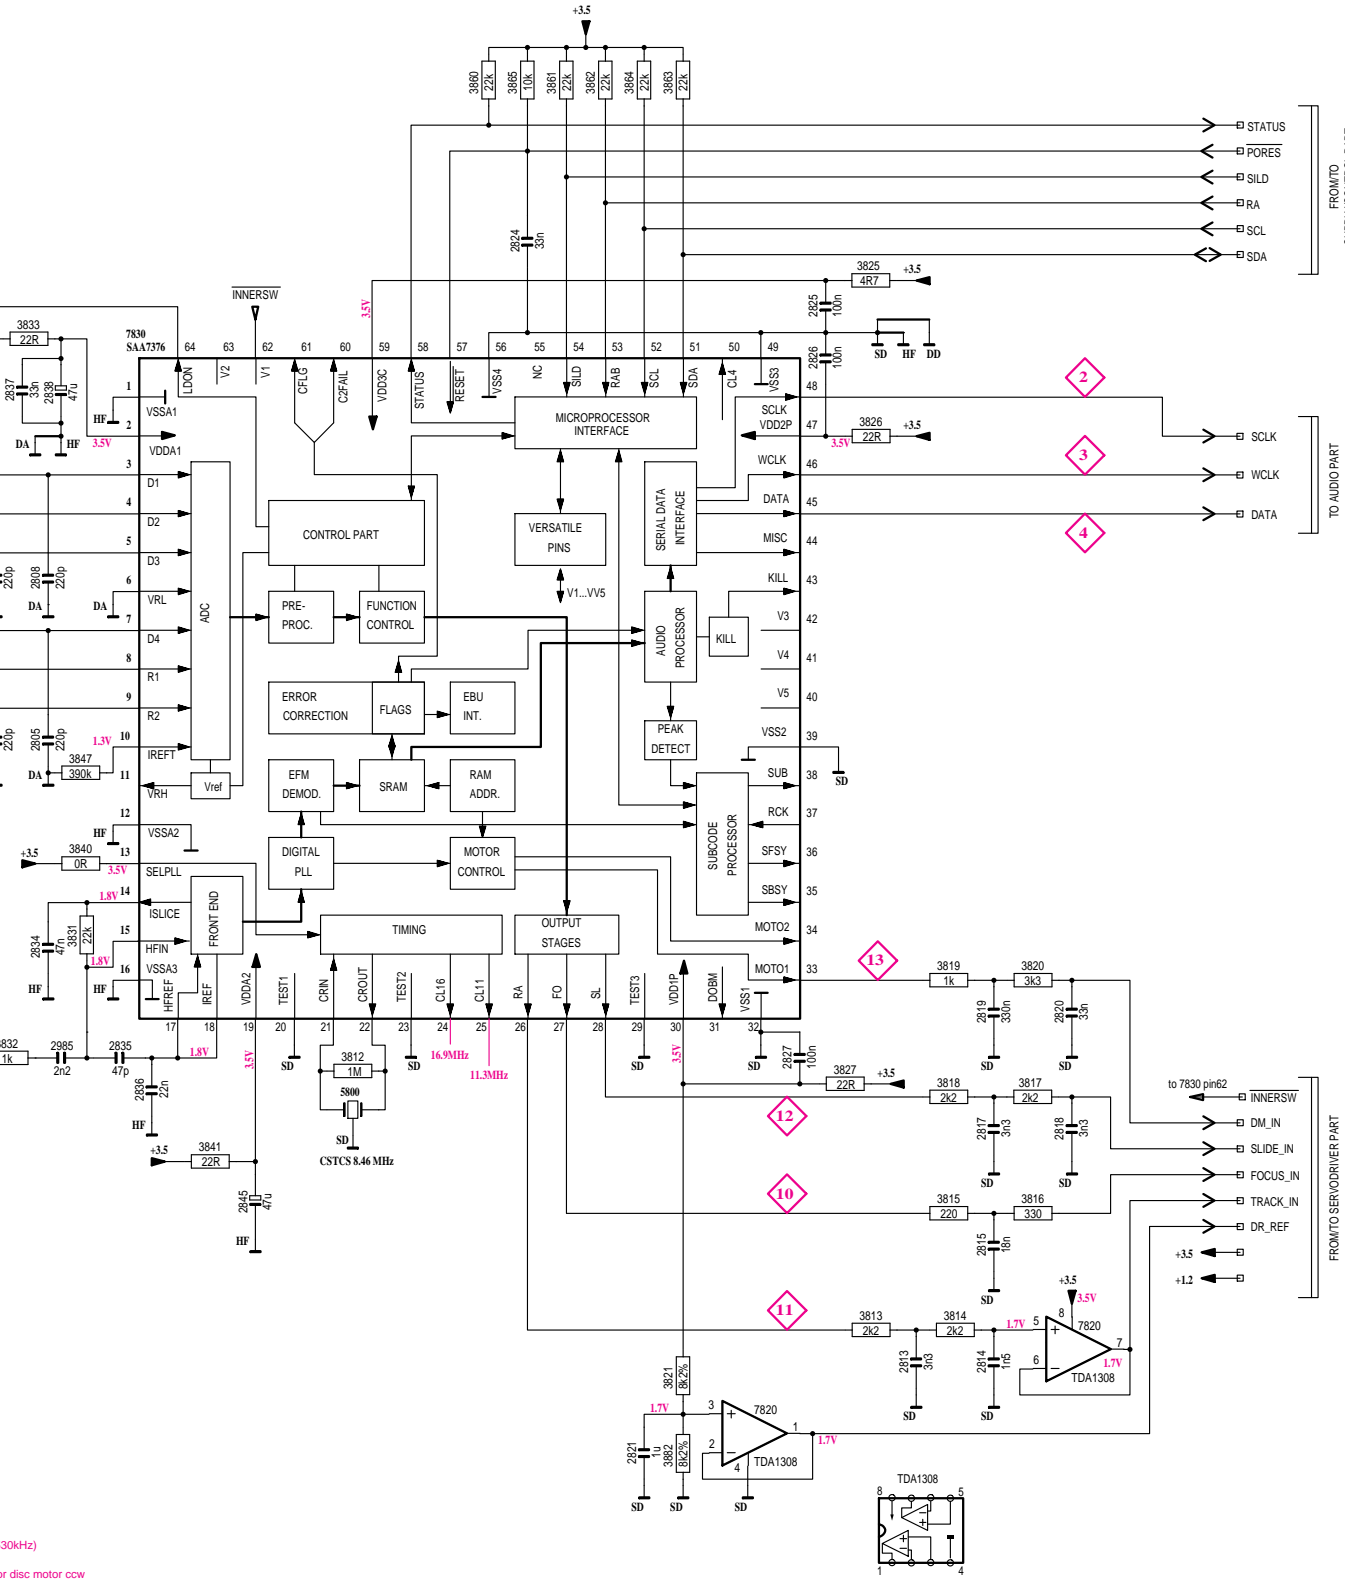 +3.5
3860 22k
3865 10k
3861 22k
3862 22k
3864 22k
3863 22k
STATUS
PORES
SILD
RA
SCL
SDA
FROM/TO
2824 33n
3825
4R7
+3.5
INNERSW
3.5V
2825 100n
2826 100n
SD HF DD
3833
22R
7830
SAA7376
64 63 62 61 60 59 58 57 56 55 54 53 52 51 50 49
LDON V2 V1 CFLG C2FAIL VDD3C STATUS RESET VSS4 NC SILD RAB SCL SDA CL4 VSS3
2837 33n
2838 47u
HF
DA HF
3.5V
1 VSSA1
2 VDDA1
3 D1
4 D2
5 D3
6 VRL
7 D4
8 R1
9 R2
10 IREFT
11 VRH
12 VSSA2
13 SELPLL
14 ISLICE
15 HFIN
16 VSSA3
48 SCLK
47 VDD2P
46 WCLK
45 DATA
44 MISC
43 KILL
42 V3
41 V4
40 V5
39 VSS2
38 SUB
37 RCK
36 SFSY
35 SBSY
34 MOTO2
33 MOTO1
3826
22R
+3.5
3.5V
2
3
4
SCLK
WCLK
DATA
TO AUDIO PART
MICROPROCESSOR
INTERFACE
ADC
CONTROL PART
VERSATILE
PINS
V1...VV5
SERIAL DATA
INTERFACE
PRE-
PROC.
FUNCTION
CONTROL
AUDIO
PROCESSOR
KILL
ERROR
CORRECTION
FLAGS
EBU
INT.
PEAK
DETECT
Vref
EFM
DEMOD.
SRAM
RAM
ADDR.
SUBCODE
PROCESSOR
DIGITAL
PLL
MOTOR
CONTROL
FRONT END
TIMING
OUTPUT
STAGES
220p
2808 220p
DA
DA
220p
2805 220p
DA
1.3V
3847
390k
HF
+3.5
3840
0R
3.5V
1.8V
2834 47n
3831 22k
1.8V
HF
HF
SD
HFREF IREF VDDA2 TEST1 CRIN CROUT TEST2 CL16 CL11 RA FO SL TEST3 VDD1P DOBM VSS1
17 18 19 20 21 22 23 24 25 26 27 28 29 30 31 32
3832
1k
2985
2n2
2835
47p
2836 22n
HF
1.8V
3.5V
SD
3812
1M
5800
SD
CSTCS 8.46 MHz
SD
16.9MHz
11.3MHz
SD
3.5V
SD
2827 100n
3827
22R
+3.5
+3.5
3841
22R
2845 47u
HF
13
3819
1k
3820
3k3
2819 330n
2820 33n
SD
12
3818
2k2
3817
2k2
2817 3n3
2818 3n3
SD
SD
10
3815
220
3816
330
2815 18n
SD
11
3813
2k2
3814
2k2
2813 3n3
2814 1n5
SD
SD
1.7V
5
6
8
7
+3.5
3.5V
7820
1.7V
TDA1308
to 7830 pin62
INNERSW
DM_IN
SLIDE_IN
FOCUS_IN
TRACK_IN
DR_REF
+3.5
+1.2
FROM/TO SERVODRIVER PART
3821 8k2%
1.7V
3
2
4
1
7820
1.7V
TDA1308
2821 1u
3882 8k2%
SD
SD
SD
TDA1308
8 5
1 4
30kHz)
or disc motor ccw